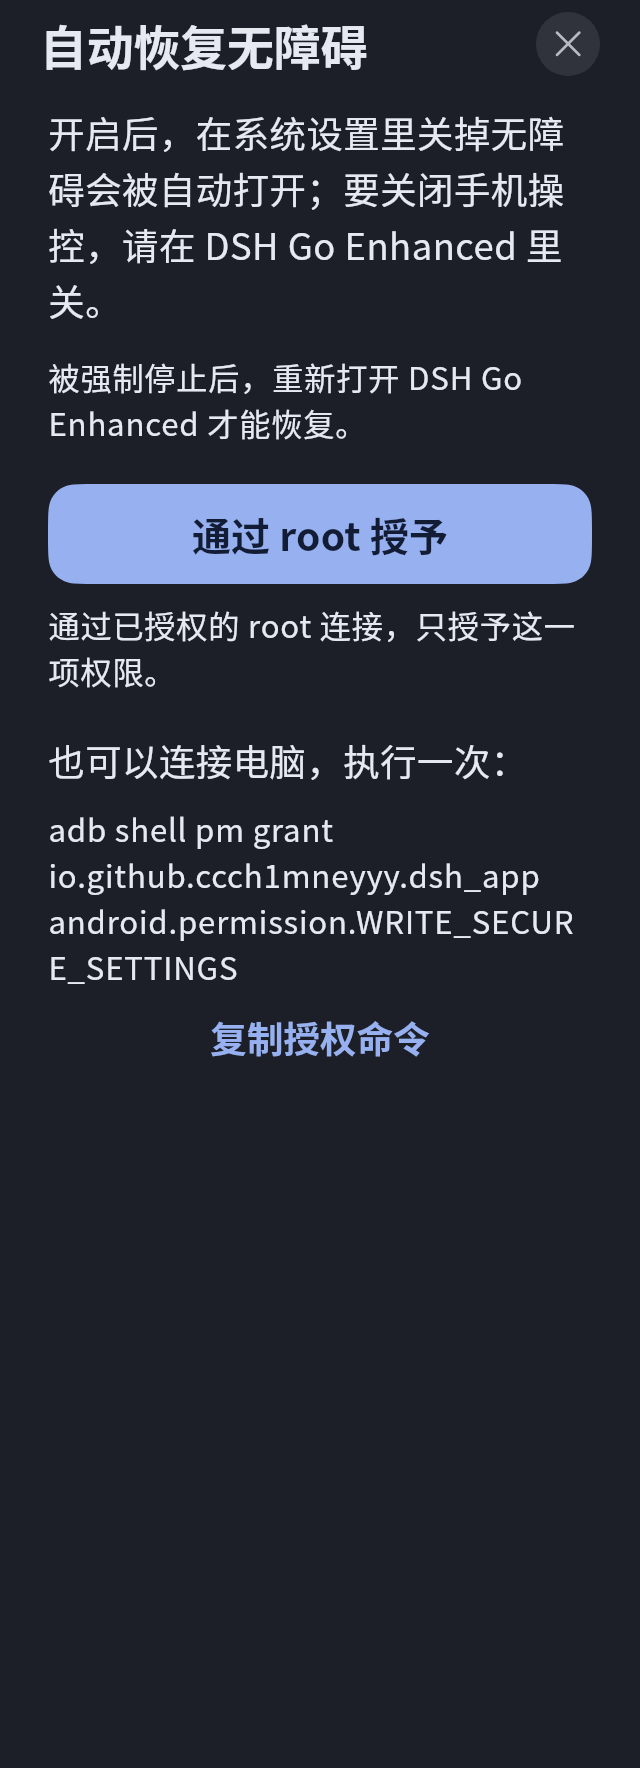 自动恢复无障碍
开启后，在系统设置里关掉无障
碍会被自动打开；要关闭手机操
控，请在 DSH Go Enhanced 里
关。
被强制停止后，重新打开 DSH Go
Enhanced 才能恢复。
通过 root 授予
通过已授权的 root 连接，只授予这一
项权限。
也可以连接电脑，执行一次：
adb shell pm grant
io.github.ccch1mneyyy.dsh_app
android.permission.WRITE_SECUR
E_SETTINGS
复制授权命令